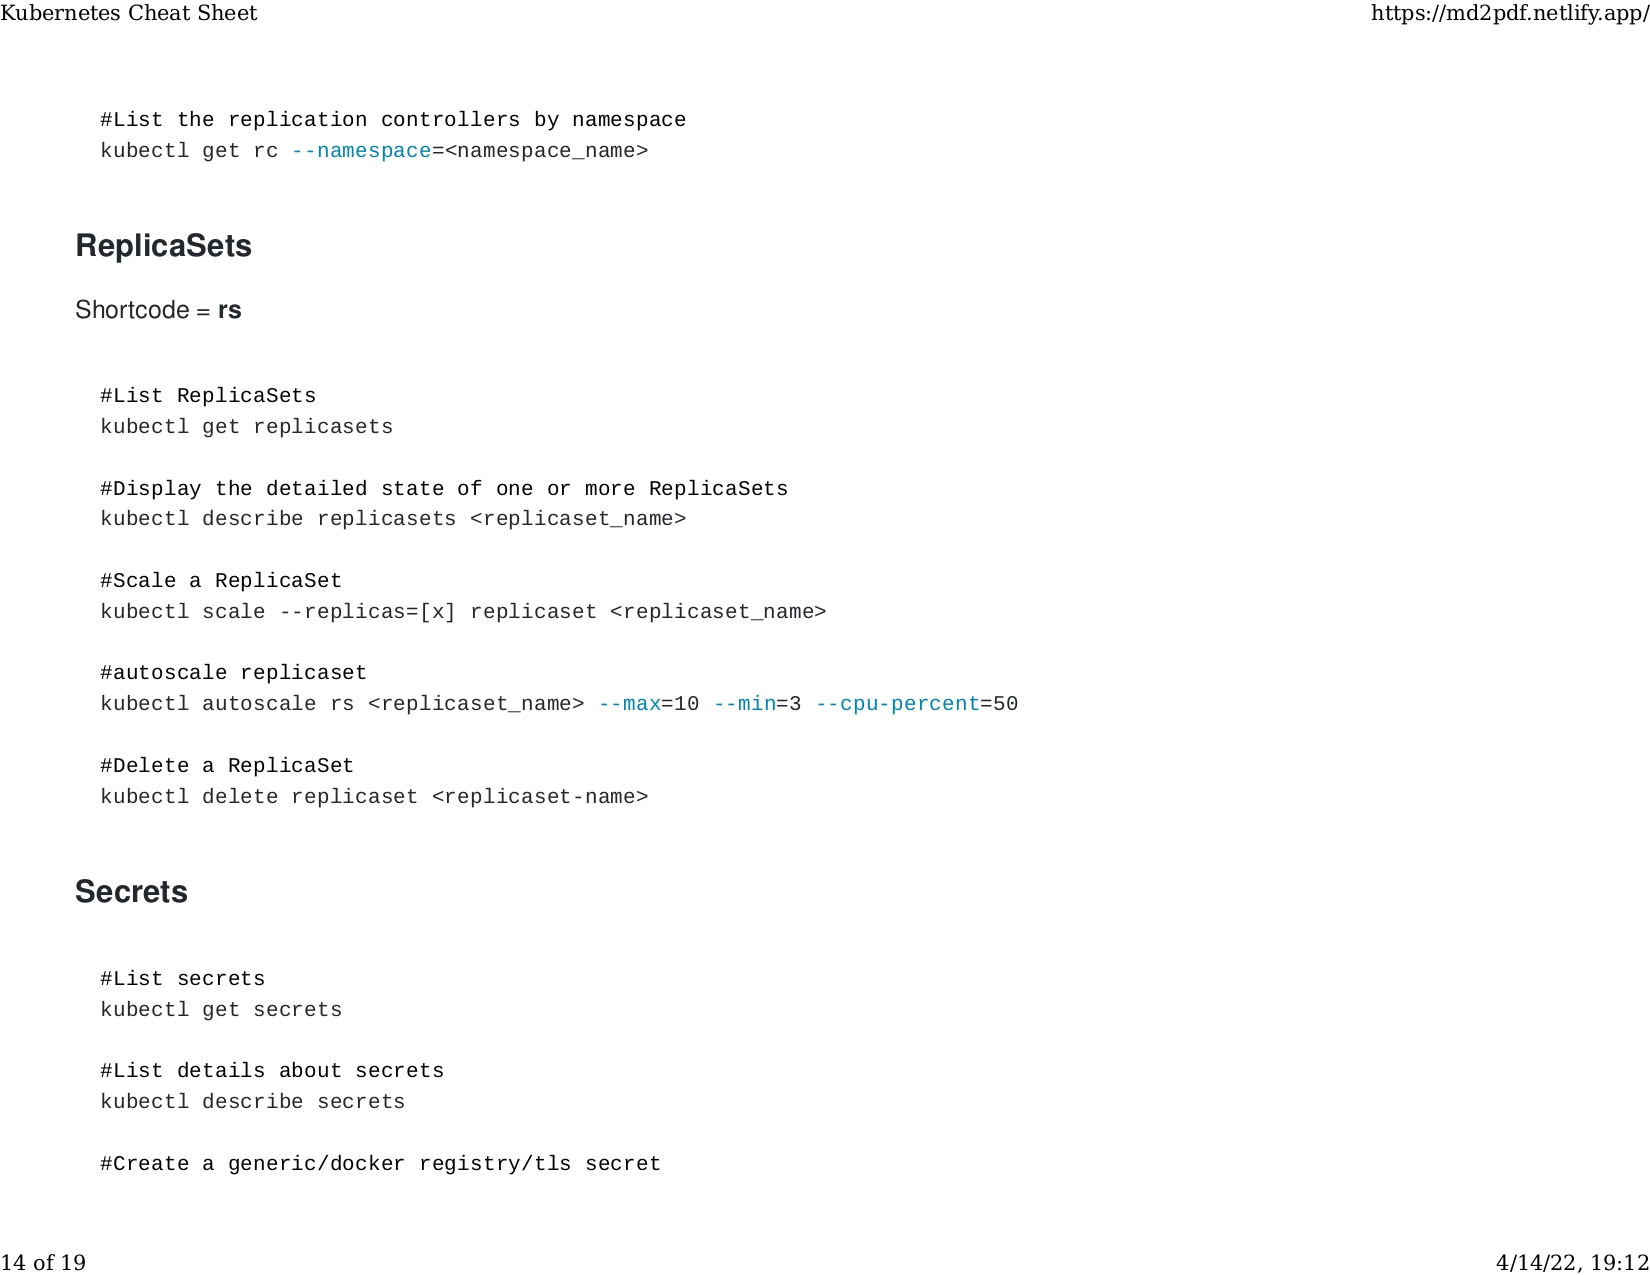 Kubernetes Cheat Sheet https://md2pdf.netlify.app/
#List the replication controllers by namespace
kubectl get rc --namespace=<namespace_name>
ReplicaSets
Shortcode = rs
#List ReplicaSets
kubectl get replicasets
#Display the detailed state of one or more ReplicaSets
kubectl describe replicasets <replicaset_name>
#Scale a ReplicaSet
kubectl scale --replicas=[x] replicaset <replicaset_name>
#autoscale replicaset
kubectl autoscale rs <replicaset_name> --max=10 --min=3 --cpu-percent=50
#Delete a ReplicaSet
kubectl delete replicaset <replicaset-name>
Secrets
#List secrets
kubectl get secrets
#List details about secrets
kubectl describe secrets
#Create a generic/docker registry/tls secret
14 of 19 4/14/22, 19:12